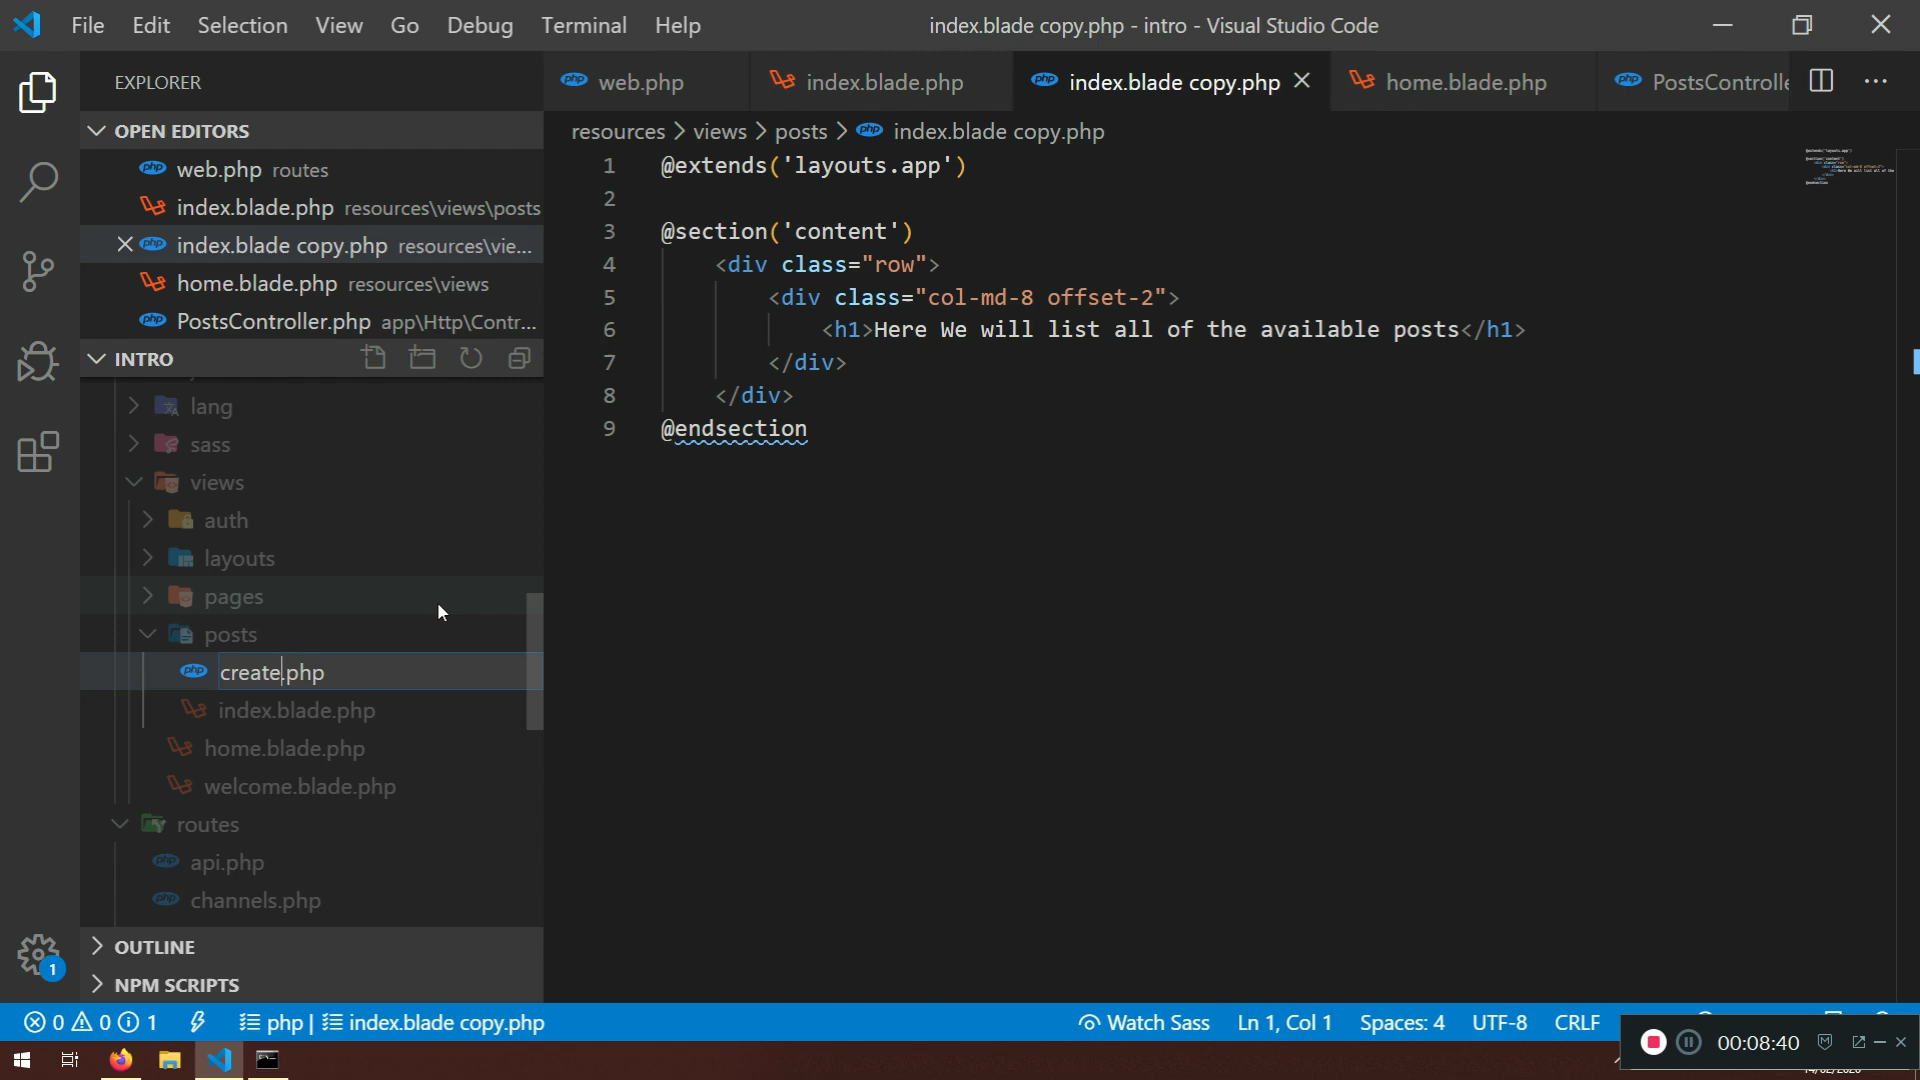 File Edit Selection View Go Debug Terminal Help
index.blade copy.php - intro - Visual Studio Code
EXPLORER
OPEN EDITORS
web.php routes
index.blade.php resources\views\posts
index.blade copy.php resources\vie...
home.blade.php resources\views
PostsController.php app\Http\Contr...
INTRO
lang
sass
views
auth
layouts
pages
posts
create.php
index.blade.php
home.blade.php
welcome.blade.php
routes
api.php
channels.php
OUTLINE
NPM SCRIPTS
1
web.php
index.blade.php
index.blade copy.php
home.blade.php
PostsControlle
resources > views > posts > index.blade copy.php
1 @extends('layouts.app')
2
3 @section('content')
4 <div class="row">
5 <div class="col-md-8 offset-2">
6 <h1>Here We will list all of the available posts</h1>
7 </div>
8 </div>
9 @endsection
0 0 1 php | index.blade copy.php
Watch Sass Ln 1, Col 1 Spaces: 4 UTF-8 CRLF
00:08:40